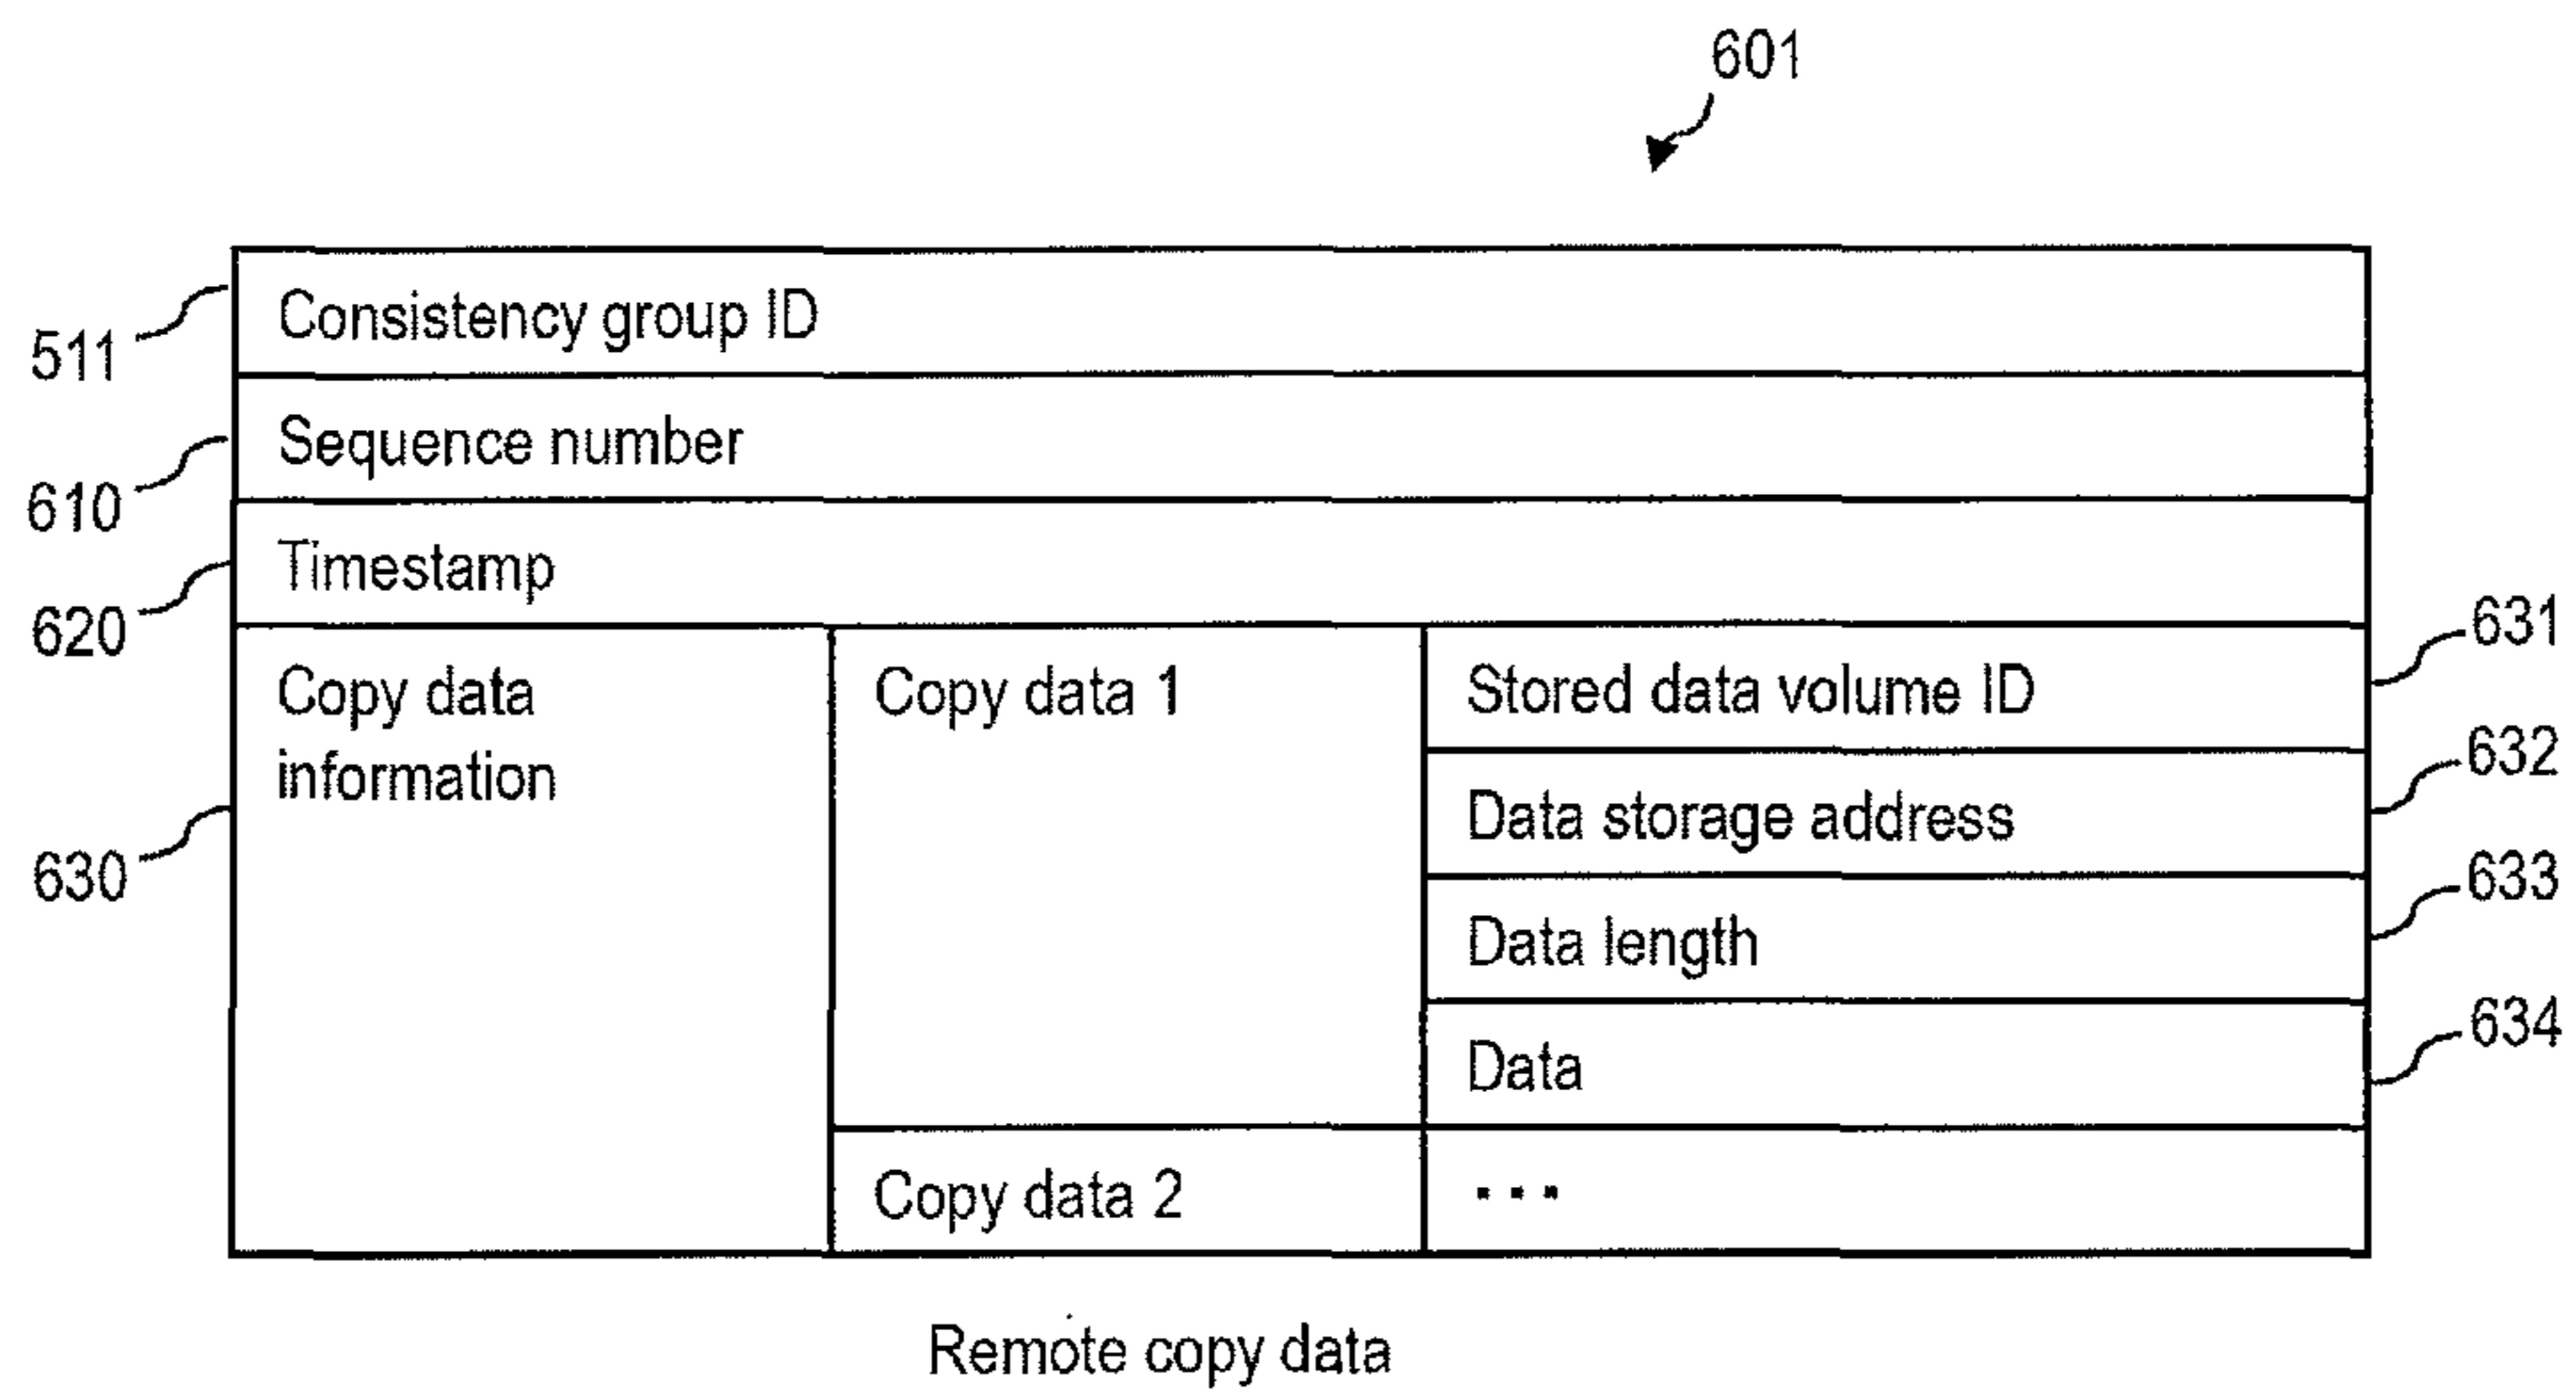 601
511
Consistency group ID
610
Sequence number
620
Timestamp
630
Copy data
information
Copy data 1
Stored data volume ID
631
Data storage address
632
Data length
633
Data
634
Copy data 2
...
Remote copy data